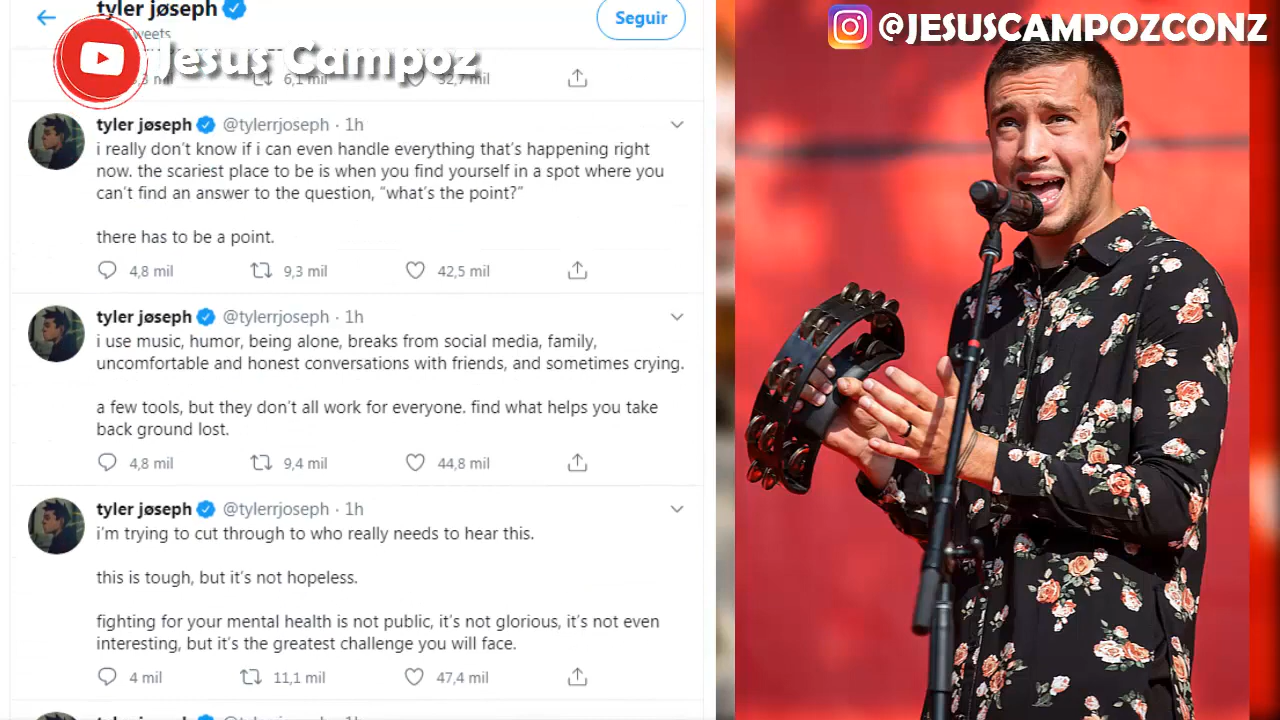 tyler jøseph
Tweets
Seguir
@JESUSCAMPOZCONZ
Jesus Campoz
6,1 mil
32,7 mil
tyler jøseph @tylerrjoseph · 1h
i really don't know if i can even handle everything that's happening right
now. the scariest place to be is when you find yourself in a spot where you
can't find an answer to the question, “what's the point?”
there has to be a point.
4,8 mil 9,3 mil 42,5 mil
tyler jøseph @tylerrjoseph · 1h
i use music, humor, being alone, breaks from social media, family,
uncomfortable and honest conversations with friends, and sometimes crying.
a few tools, but they don't all work for everyone. find what helps you take
back ground lost.
4,8 mil 9,4 mil 44,8 mil
tyler jøseph @tylerrjoseph · 1h
i'm trying to cut through to who really needs to hear this.
this is tough, but it's not hopeless.
fighting for your mental health is not public, it's not glorious, it's not even
interesting, but it's the greatest challenge you will face.
4 mil 11,1 mil 47,4 mil